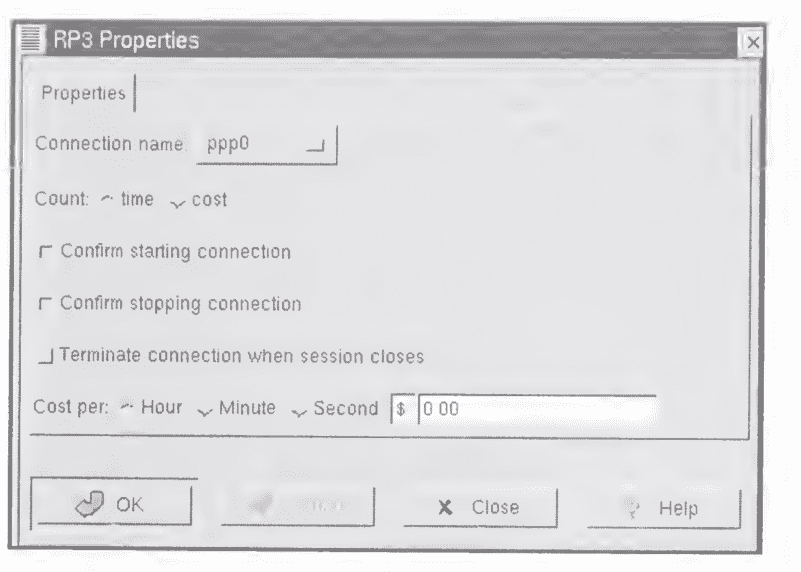 RP3 Properties
Properties
Connection name: ppp0
Count: time cost
Confirm starting connection
Confirm stopping connection
Terminate connection when session closes
Cost per: Hour Minute Second $ 0.00
OK Close Help